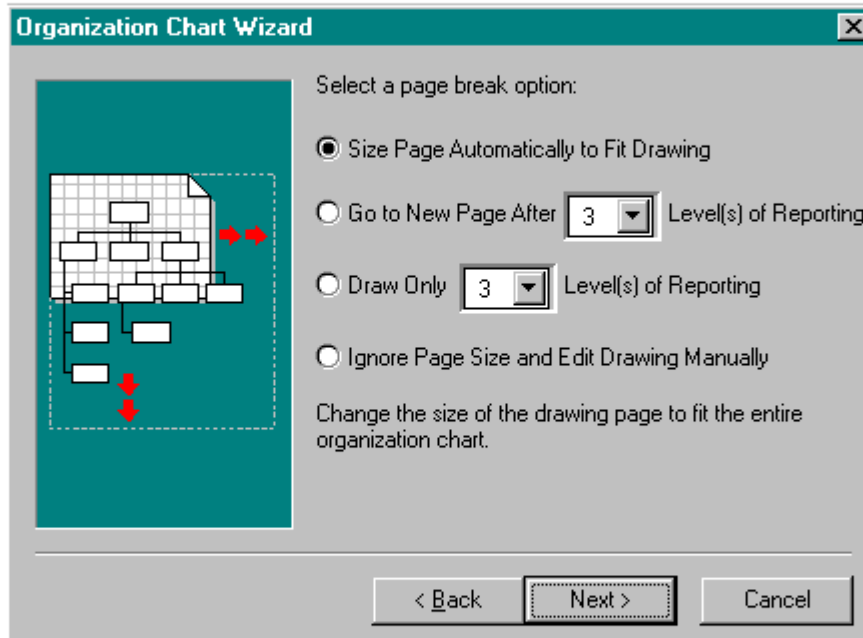 Organization Chart Wizard
Select a page break option:
Size Page Automatically to Fit Drawing
Go to New Page After 3 Level(s) of Reporting
Draw Only 3 Level(s) of Reporting
Ignore Page Size and Edit Drawing Manually
Change the size of the drawing page to fit the entire
organization chart.
< Back Next > Cancel